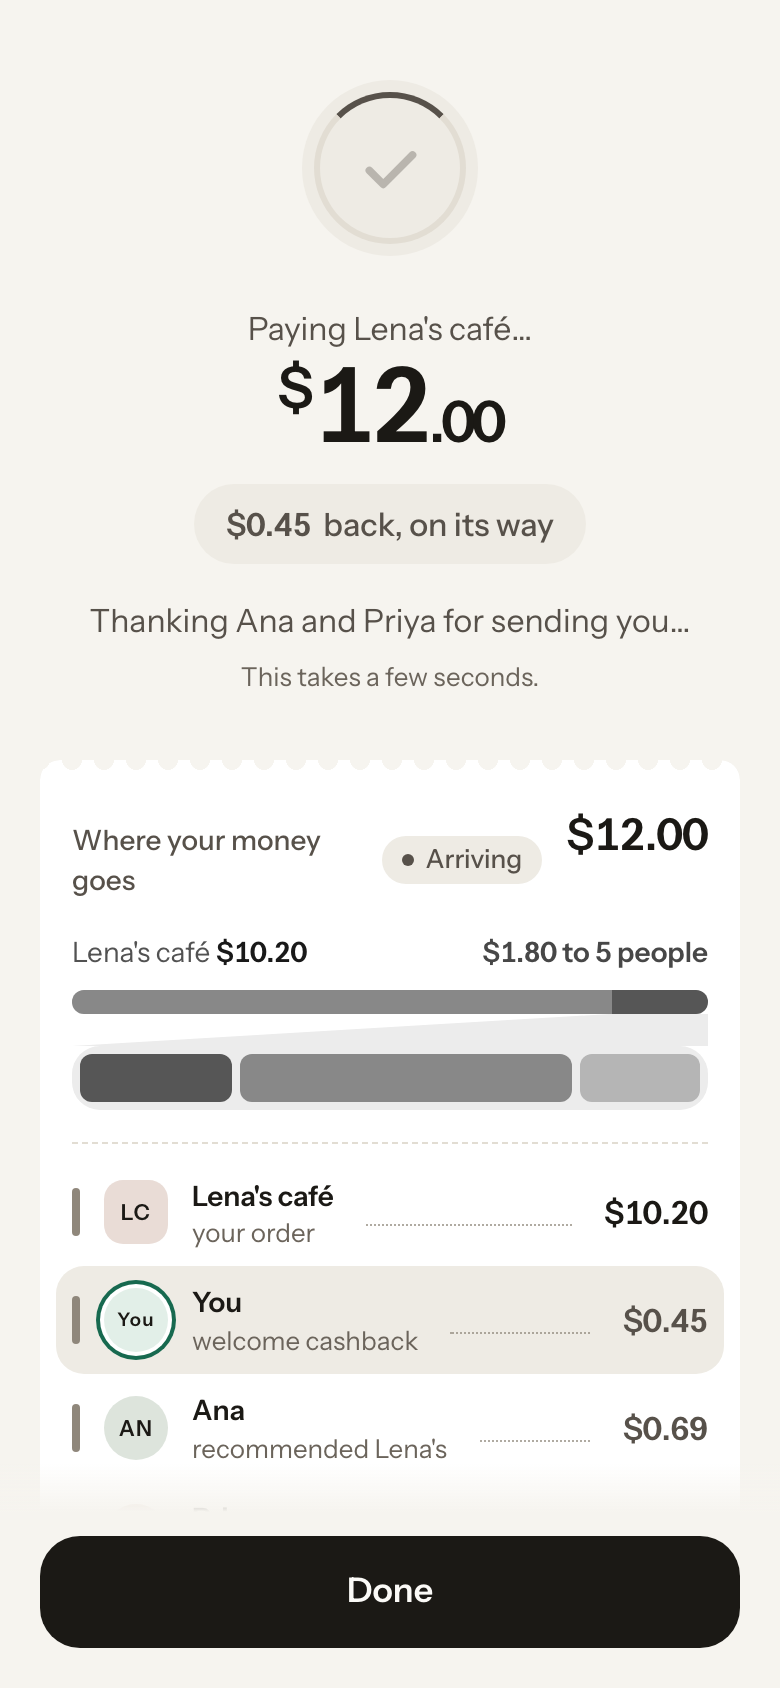 Paying Lena's café...
$12.00
$0.45 back, on its way
Thanking Ana and Priya for sending you...
This takes a few seconds.
Where your money
goes
Arriving
$12.00
Lena's café $10.20
$1.80 to 5 people
LC
Lena's café
your order
$10.20
You
You
welcome cashback
$0.45
AN
Ana
recommended Lena's
$0.69
Done